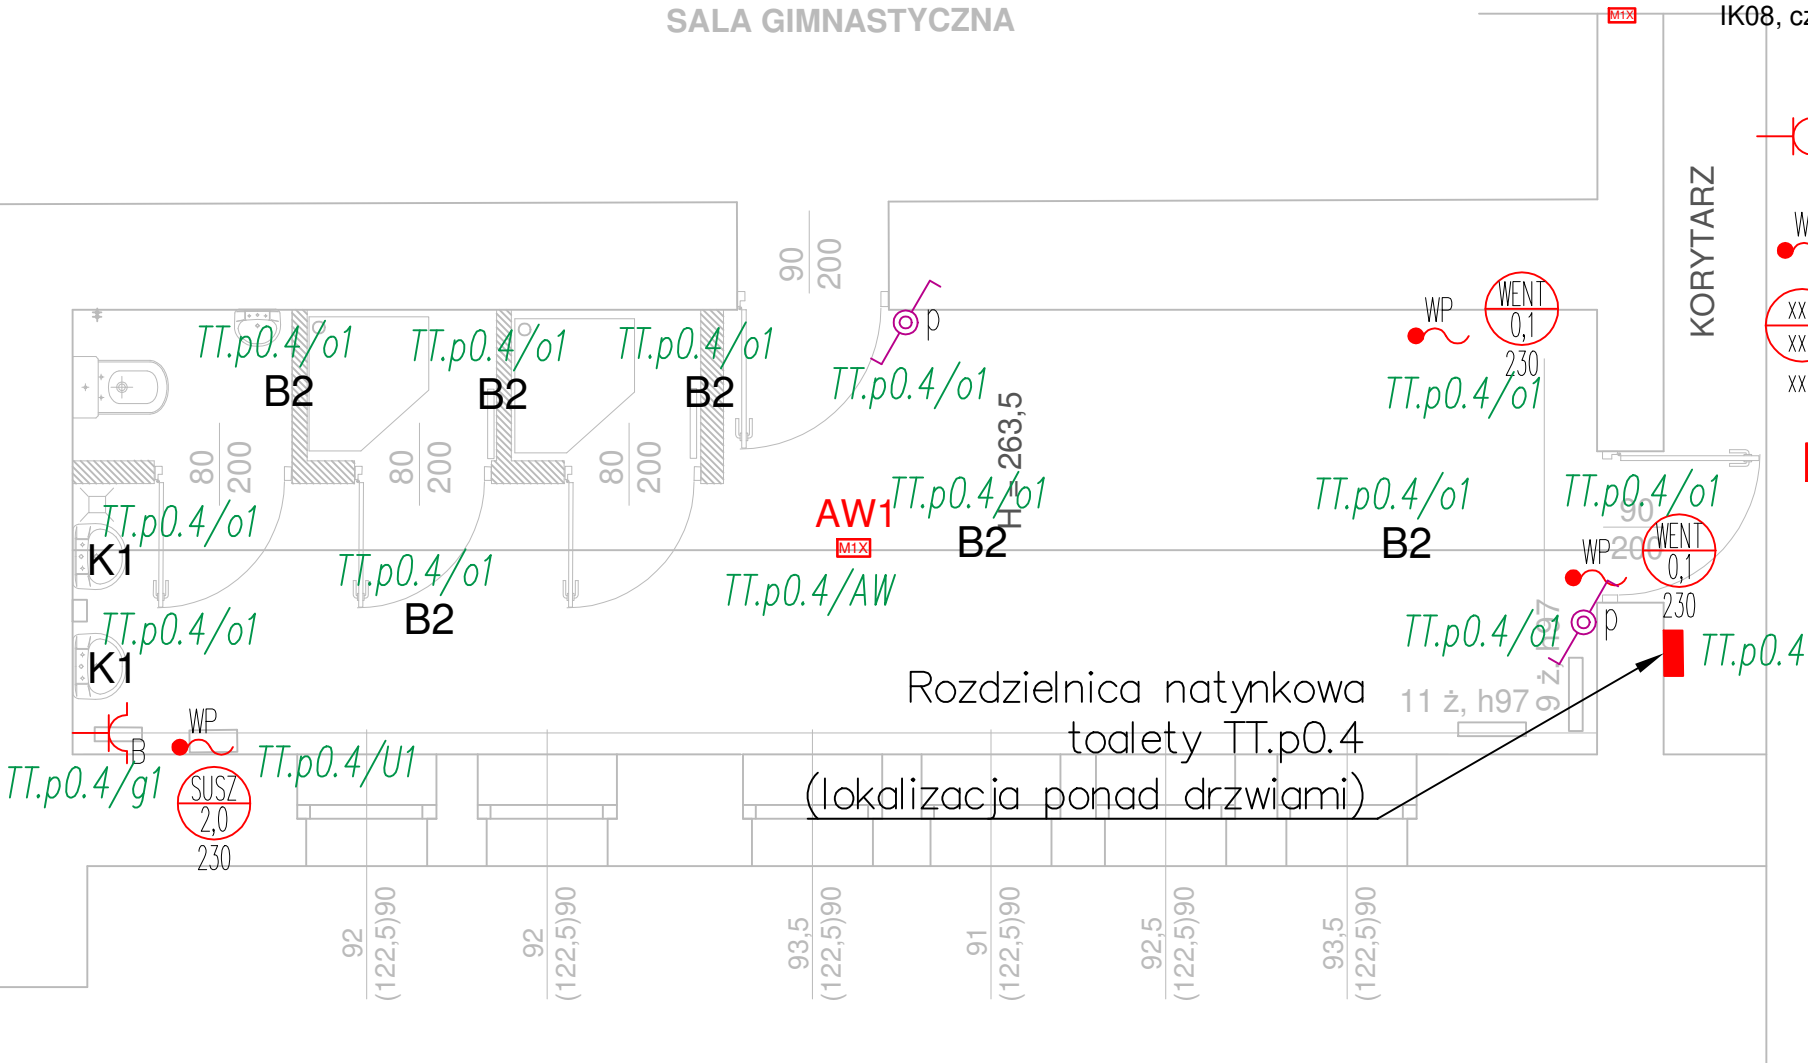 SALA GIMNASTYCZNA
M1X
KORYTARZ
90
200
WP
WENT
0,1
230
p
TT.p0.4/o1
TT.p0.4/o1
TT.p0.4/o1
TT.p0.4/o1
TT.p0.4/o1
B2
B2
B2
H = 263,5
80
200
80
200
80
200
TT.p0.4/o1
TT.p0.4/o1
TT.p0.4/o1
TT.p0.4/o1
AW1
M1X
B2
B2
90
200
WP
WENT
0,1
230
K1
TT.p0.4/o1
B2
TT.p0.4/AW
TT.p0.4/o1
K1
TT.p0.4/o1
p
TT.p0.4
9 ż, h97
11 ż, h97
Rozdzielnica natynkowa
toalety TT.p0.4
(lokalizacja ponad drzwiami)
B
WP
TT.p0.4/g1
TT.p0.4/U1
SUSZ
2,0
230
92
(122,5)90
92
(122,5)90
93,5
(122,5)90
91
(122,5)90
92,5
(122,5)90
93,5
(122,5)90